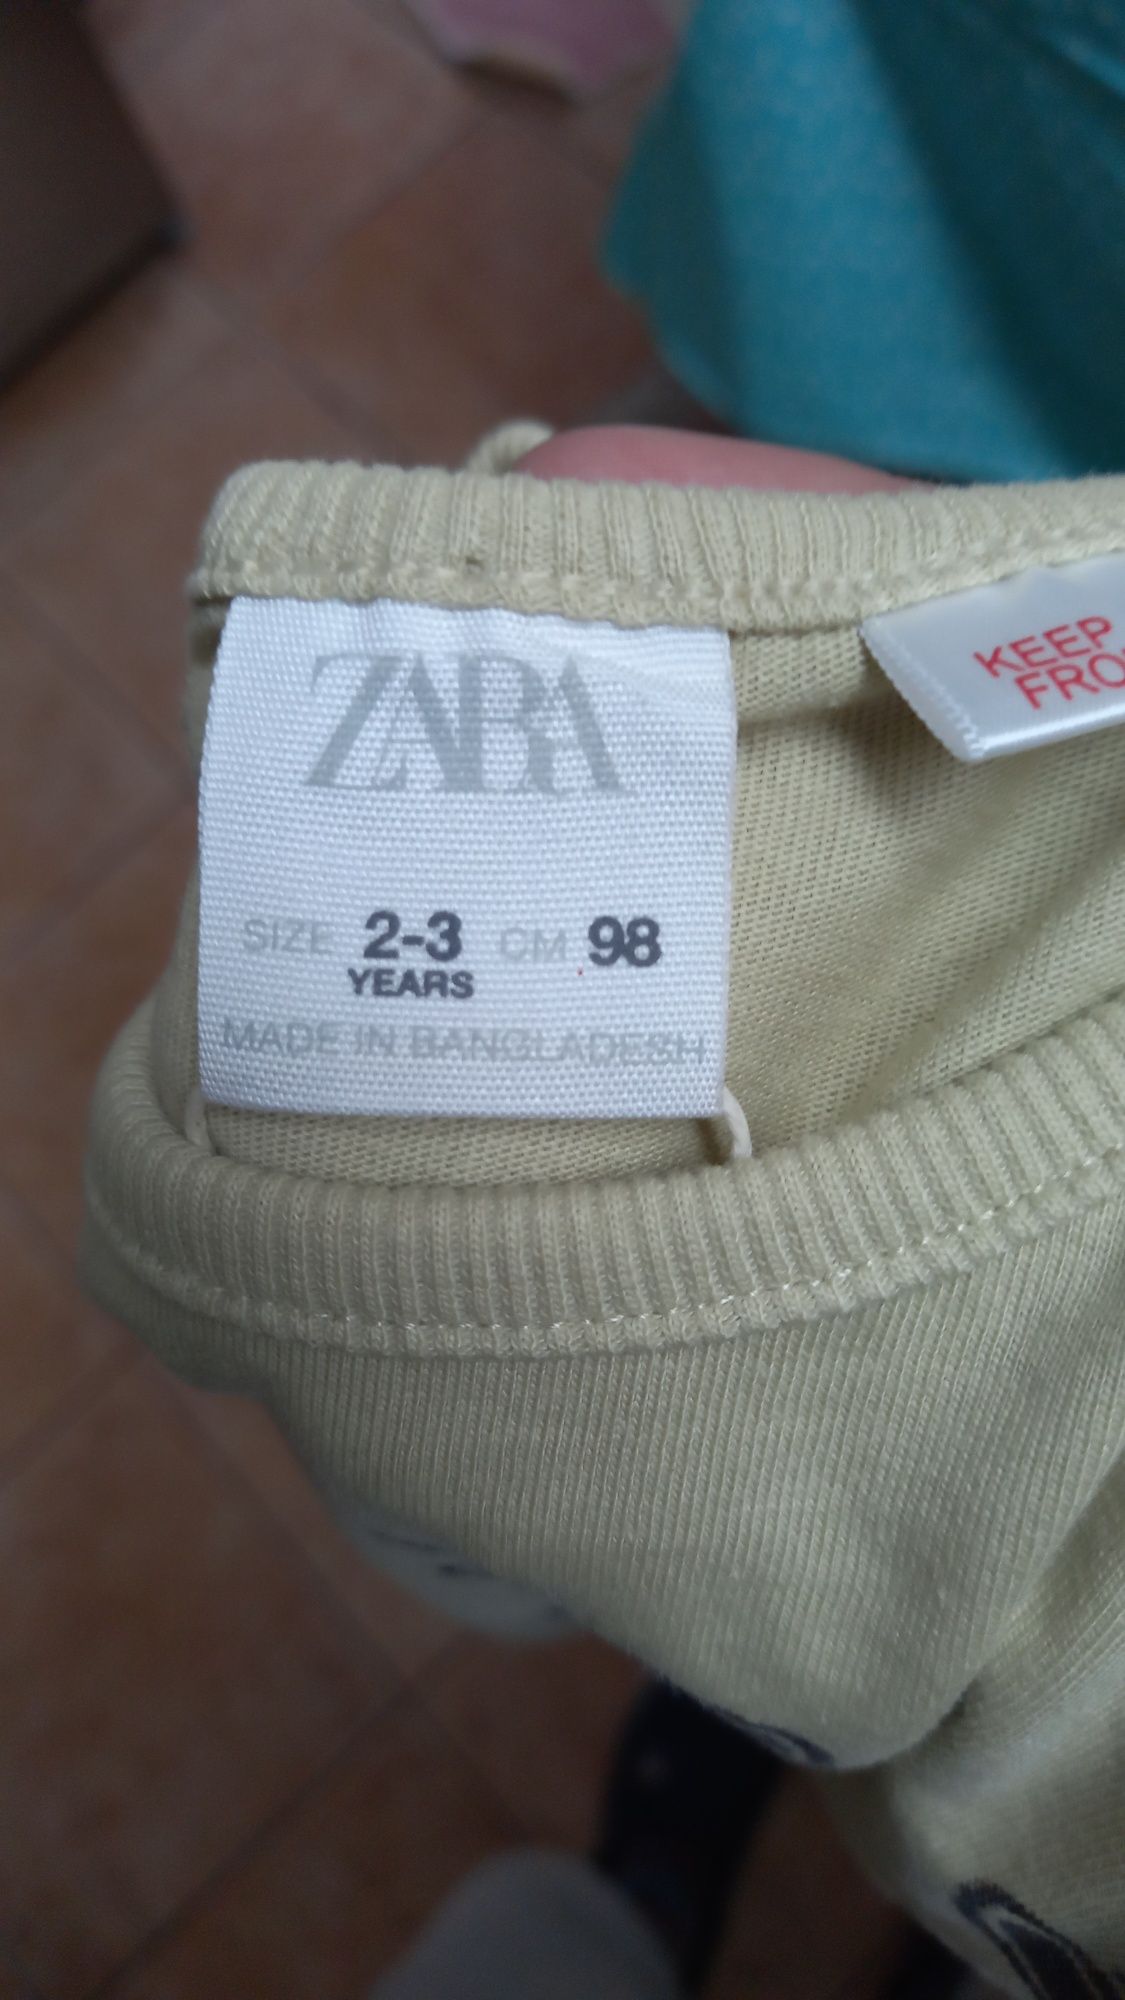 ZARA
SIZE 2-3 CM 98
YEARS
MADE IN BANGLADESH
KEEP
FRO